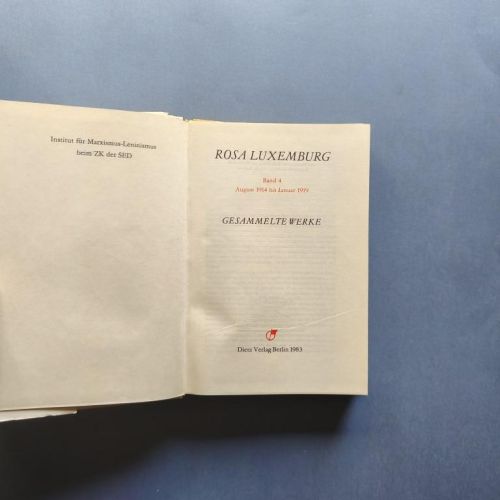 Institut für Marxismus-Leninismus
beim ZK der SED
ROSA LUXEMBURG
Band 4
August 1914 bis Januar 1919
GESAMMELTE WERKE
Dietz Verlag Berlin 1983